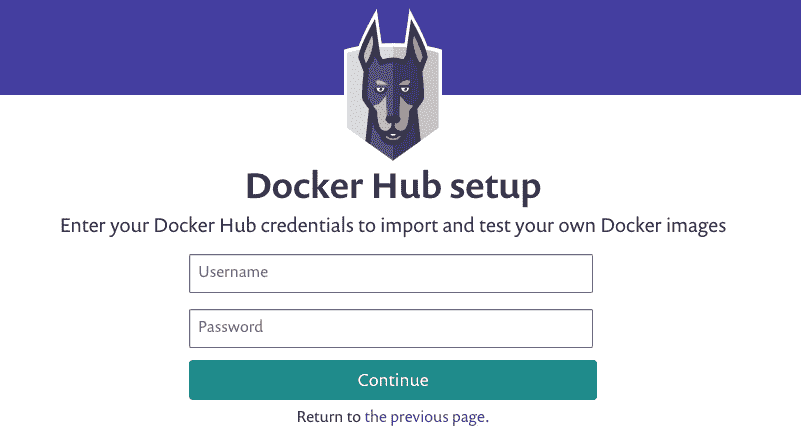 Docker Hub setup
Enter your Docker Hub credentials to import and test your own Docker images
Username
Password
Continue
Return to the previous page.